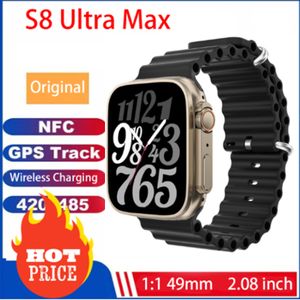 S8 Ultra Max
Original
NFC
GPS Track
Wireless Charging
420 485
HOT
PRICE
1:1 49mm
2.08 inch